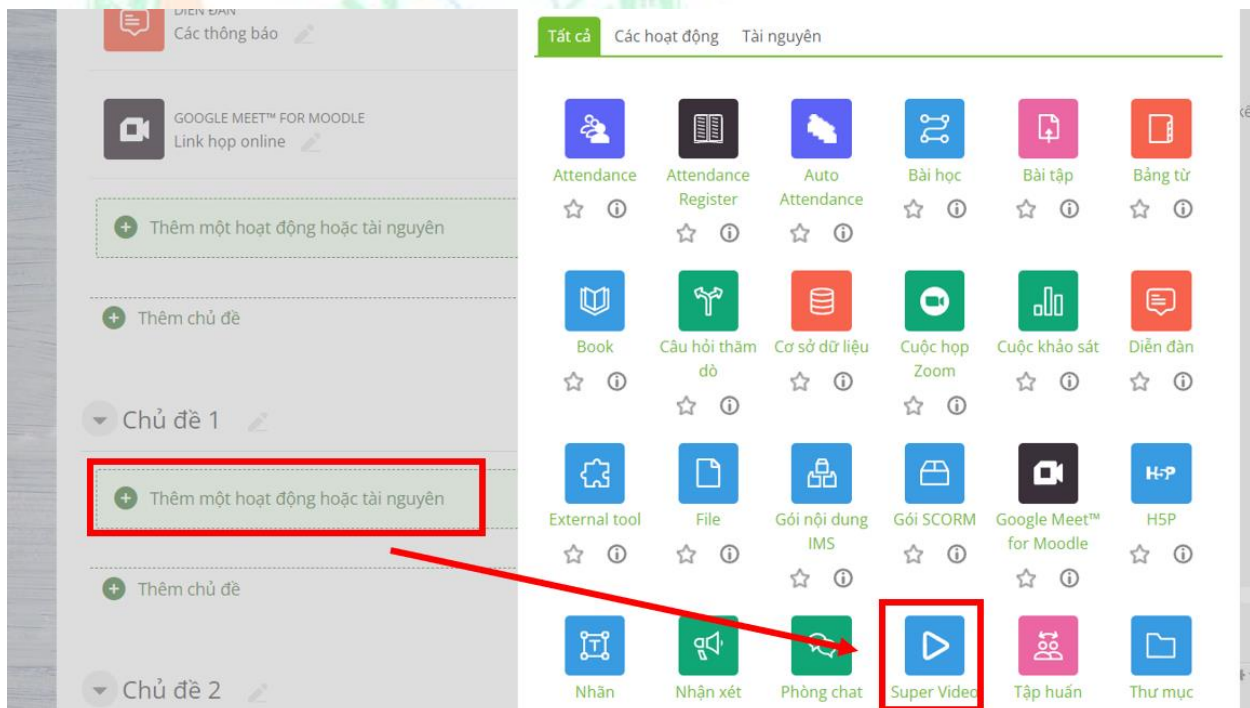 DIỄN ĐÀN
Các thông báo
GOOGLE MEET™ FOR MOODLE
Link họp online
Thêm một hoạt động hoặc tài nguyên
Thêm chủ đề
Chủ đề 1
Thêm một hoạt động hoặc tài nguyên
Thêm chủ đề
Chủ đề 2
Tất cả Các hoạt động Tài nguyên
Attendance Attendance Auto Bài học Bài tập Bảng từ
Register Attendance
Book Câu hỏi thăm Cơ sở dữ liệu Cuộc họp Cuộc khảo sát Diễn đàn
dò Zoom
H5P
External tool File Gói nội dung Gói SCORM Google Meet™ H5P
IMS for Moodle
Nhãn Nhận xét Phòng chat Super Video Tập huấn Thư mục